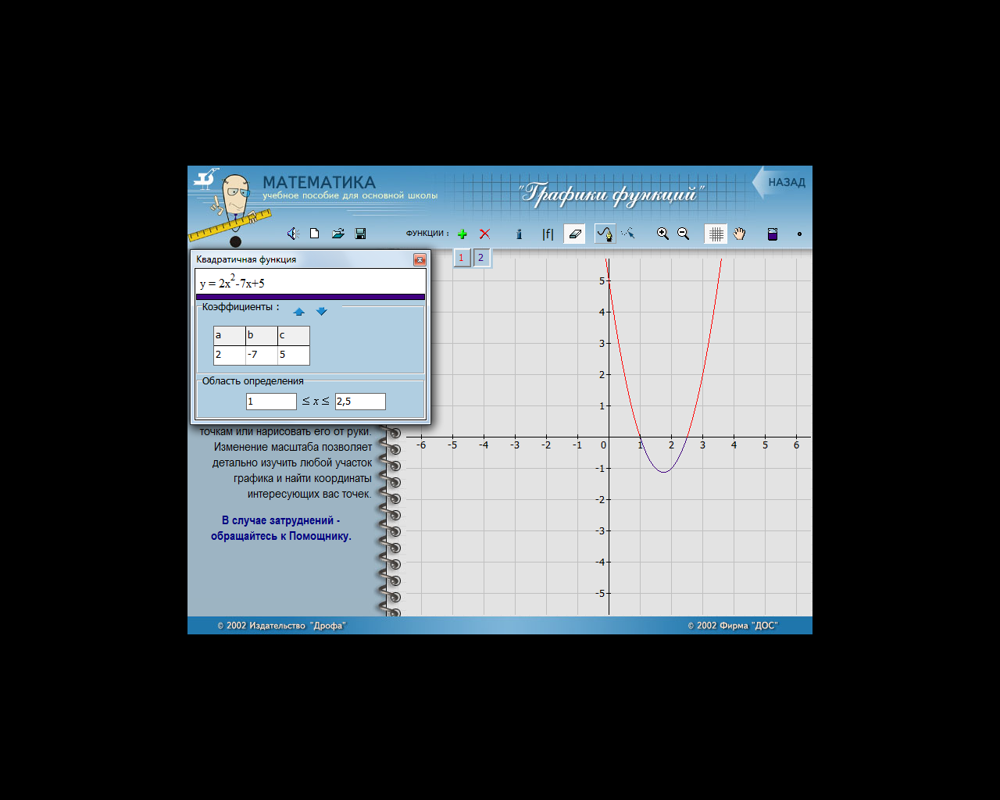 МАТЕМАТИКА
учебное пособие для основной школы
"Графики функций"
НАЗАД
ФУНКЦИИ :
i
|f|
1 2
Квадратичная функция
y = 2x²-7x+5
Коэффициенты :
a b c
2 -7 5
Область определения
1 ≤ x ≤ 2,5
точкам или нарисовать его от руки.
Изменение масштаба позволяет
детально изучить любой участок
графика и найти координаты
интересующих вас точек.
В случае затруднений -
обращайтесь к Помощнику.
5
4
3
2
1
-6 -5 -4 -3 -2 -1 0 1 2 3 4 5 6
-1
-2
-3
-4
-5
© 2002 Издательство "Дрофа"
© 2002 Фирма "ДОС"